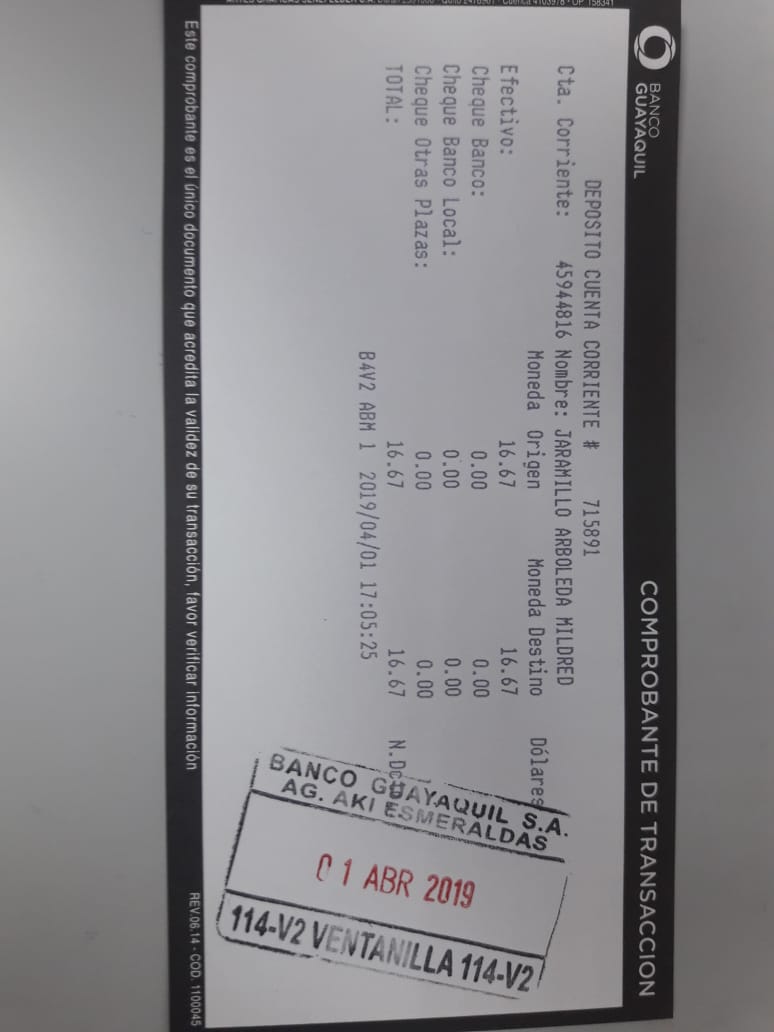 BANCO
GUAYAQUIL
COMPROBANTE DE TRANSACCION
DEPOSITO CUENTA CORRIENTE # 715891
Cta. Corriente: 45944816 Nombre: JARAMILLO ARBOLEDA MILDRED
Moneda Origen Moneda Destino Dólares
Efectivo: 16.67 16.67
Cheque Banco: 0.00 0.00
Cheque Banco Local: 0.00 0.00
Cheque Otras Plazas: 0.00 0.00
TOTAL: 16.67 16.67
B4V2 ABM 1 2019/04/01 17:05:25
BANCO GUAYAQUIL S.A.
AG. AKI ESMERALDAS
01 ABR 2019
114-V2 VENTANILLA 114-V2
Este comprobante es el único documento que acredita la validez de su transacción, favor verificar información
REV.06.14 - COD. 1100045